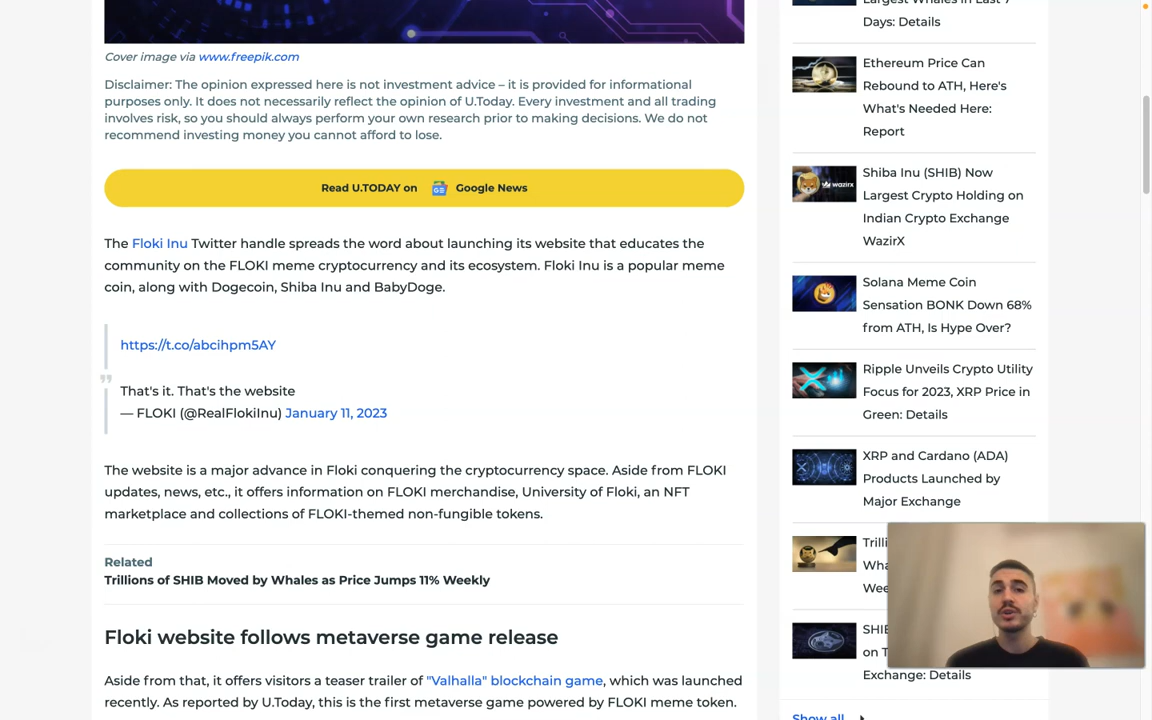 Cover image via www.freepik.com
Disclaimer: The opinion expressed here is not investment advice – it is provided for informational
purposes only. It does not necessarily reflect the opinion of U.Today. Every investment and all trading
involves risk, so you should always perform your own research prior to making decisions. We do not
recommend investing money you cannot afford to lose.
Read U.TODAY on GE Google News
The Floki Inu Twitter handle spreads the word about launching its website that educates the
community on the FLOKI meme cryptocurrency and its ecosystem. Floki Inu is a popular meme
coin, along with Dogecoin, Shiba Inu and BabyDoge.
https://t.co/abcihpm5AY
That's it. That's the website
— FLOKI (@RealFlokiInu) January 11, 2023
The website is a major advance in Floki conquering the cryptocurrency space. Aside from FLOKI
updates, news, etc., it offers information on FLOKI merchandise, University of Floki, an NFT
marketplace and collections of FLOKI-themed non-fungible tokens.
Related
Trillions of SHIB Moved by Whales as Price Jumps 11% Weekly
Floki website follows metaverse game release
Aside from that, it offers visitors a teaser trailer of "Valhalla" blockchain game, which was launched
recently. As reported by U.Today, this is the first metaverse game powered by FLOKI meme token.
Largest Whales in Last 7
Days: Details
Ethereum Price Can
Rebound to ATH, Here's
What's Needed Here:
Report
wazirx
Shiba Inu (SHIB) Now
Largest Crypto Holding on
Indian Crypto Exchange
WazirX
Solana Meme Coin
Sensation BONK Down 68%
from ATH, Is Hype Over?
Ripple Unveils Crypto Utility
Focus for 2023, XRP Price in
Green: Details
XRP and Cardano (ADA)
Products Launched by
Major Exchange
Trilli
Wha
Wee
SHIB
on T
Exchange: Details
Show all